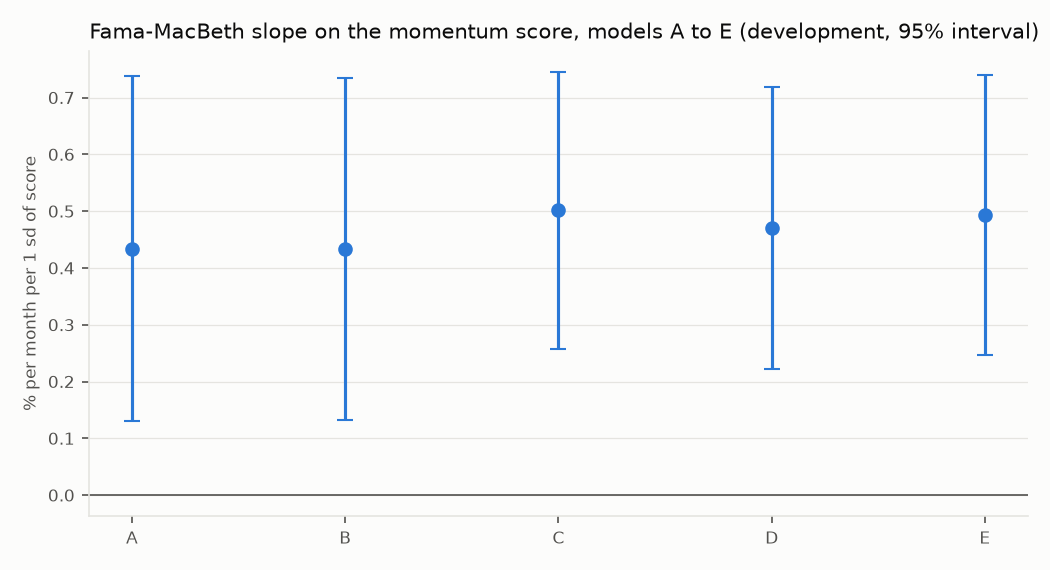 Fama-MacBeth slope on the momentum score, models A to E (development, 95% interval)
% per month per 1 sd of score
0.7
0.6
0.5
0.4
0.3
0.2
0.1
0.0
A B C D E